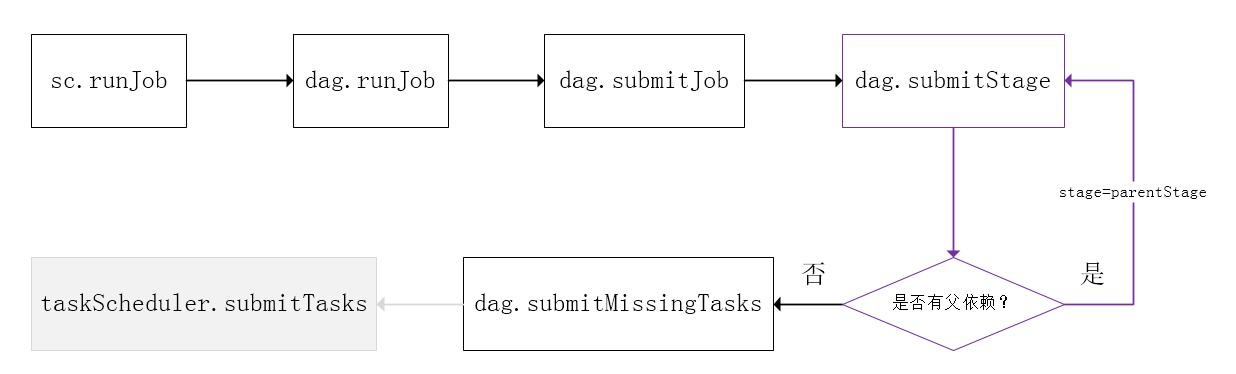 sc.runJob
dag.runJob
dag.submitJob
dag.submitStage
stage=parentStage
taskScheduler.submitTasks
dag.submitMissingTasks
否
是否有父依赖？
是